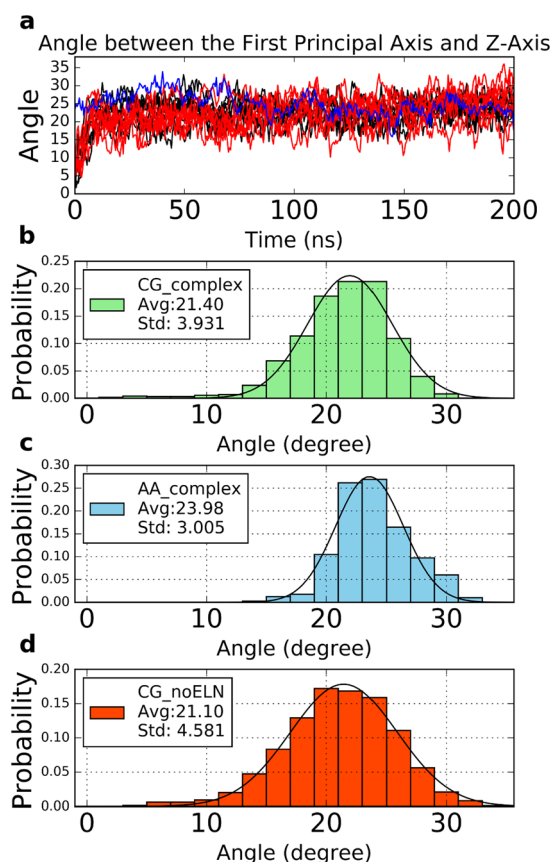 a
Angle between the First Principal Axis and Z-Axis
Angle
35
30
25
20
15
10
5
0
0 50 100 150 200
Time (ns)
b
Probability
0.25
0.20
0.15
0.10
0.05
0.00
CG_complex
Avg:21.40
Std: 3.931
0 10 20 30
Angle (degree)
c
Probability
0.30
0.25
0.20
0.15
0.10
0.05
0.00
AA_complex
Avg:23.98
Std: 3.005
0 10 20 30
Angle (degree)
d
Probability
0.20
0.15
0.10
0.05
0.00
CG_noELN
Avg:21.10
Std: 4.581
0 10 20 30
Angle (degree)